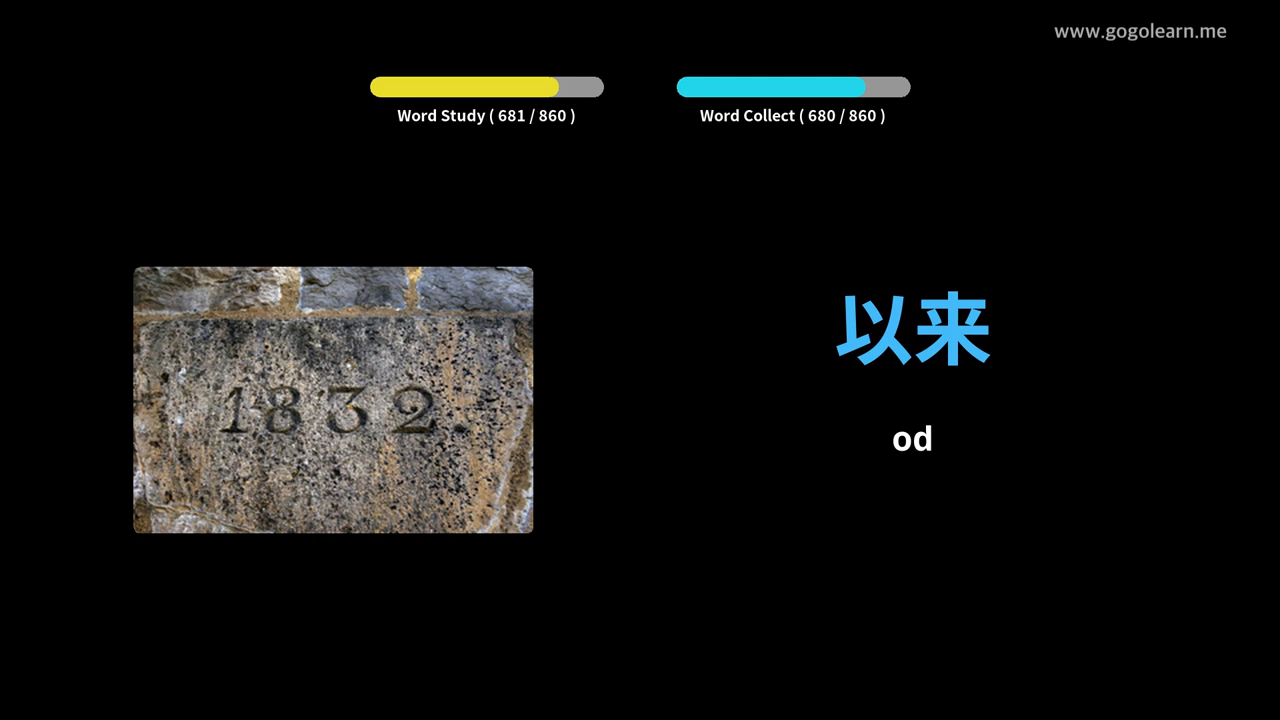 www.gogolearn.me
Word Study ( 681 / 860 )
Word Collect ( 680 / 860 )
1832.
以来
od